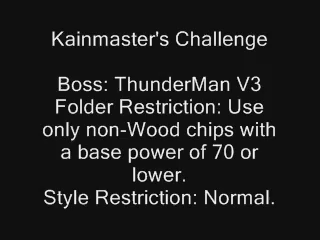 Kainmaster's Challenge
Boss: ThunderMan V3
Folder Restriction: Use
only non-Wood chips with
a base power of 70 or
lower.
Style Restriction: Normal.